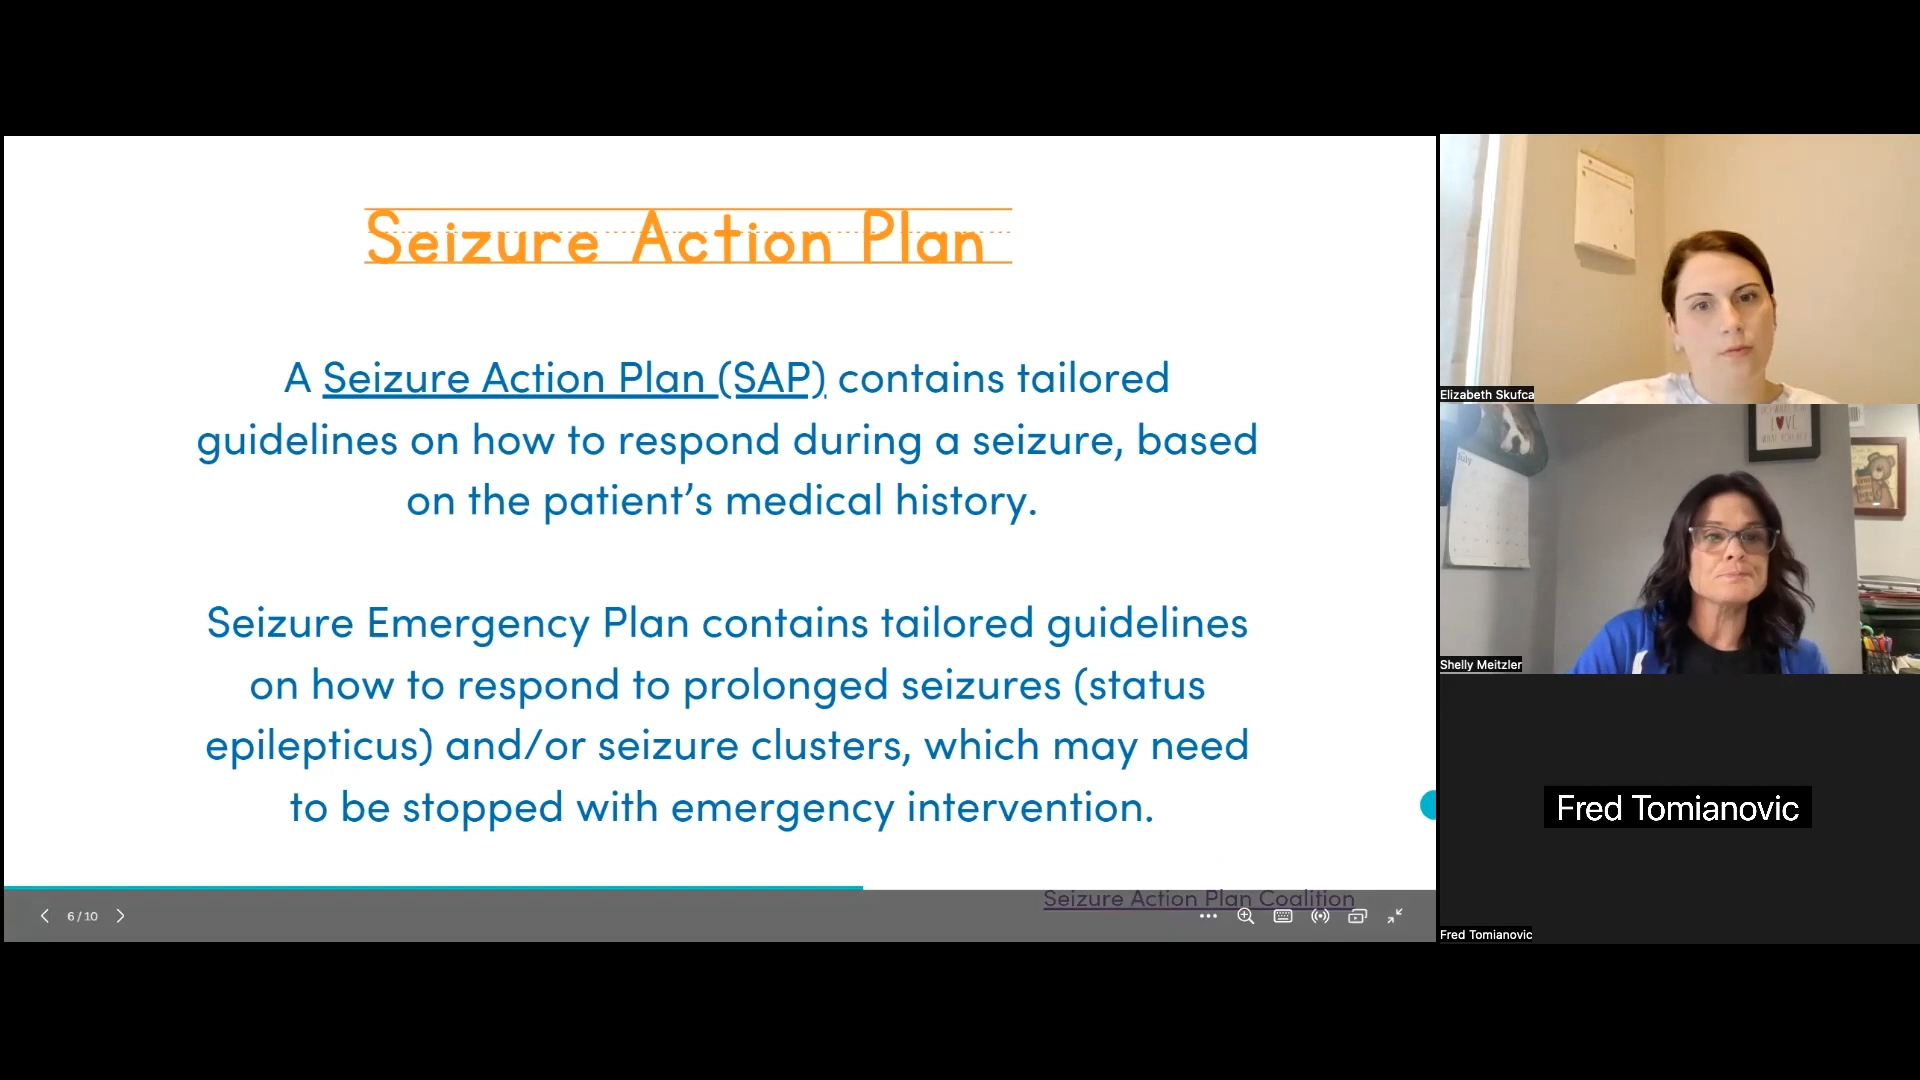 Seizure Action Plan
A Seizure Action Plan (SAP) contains tailored
guidelines on how to respond during a seizure, based
on the patient’s medical history.
Seizure Emergency Plan contains tailored guidelines
on how to respond to prolonged seizures (status
epilepticus) and/or seizure clusters, which may need
to be stopped with emergency intervention.
Seizure Action Plan Coalition
6 / 10
Elizabeth Skufca
July
LOVE
Shelly Meitzler
Fred Tomianovic
Fred Tomianovic